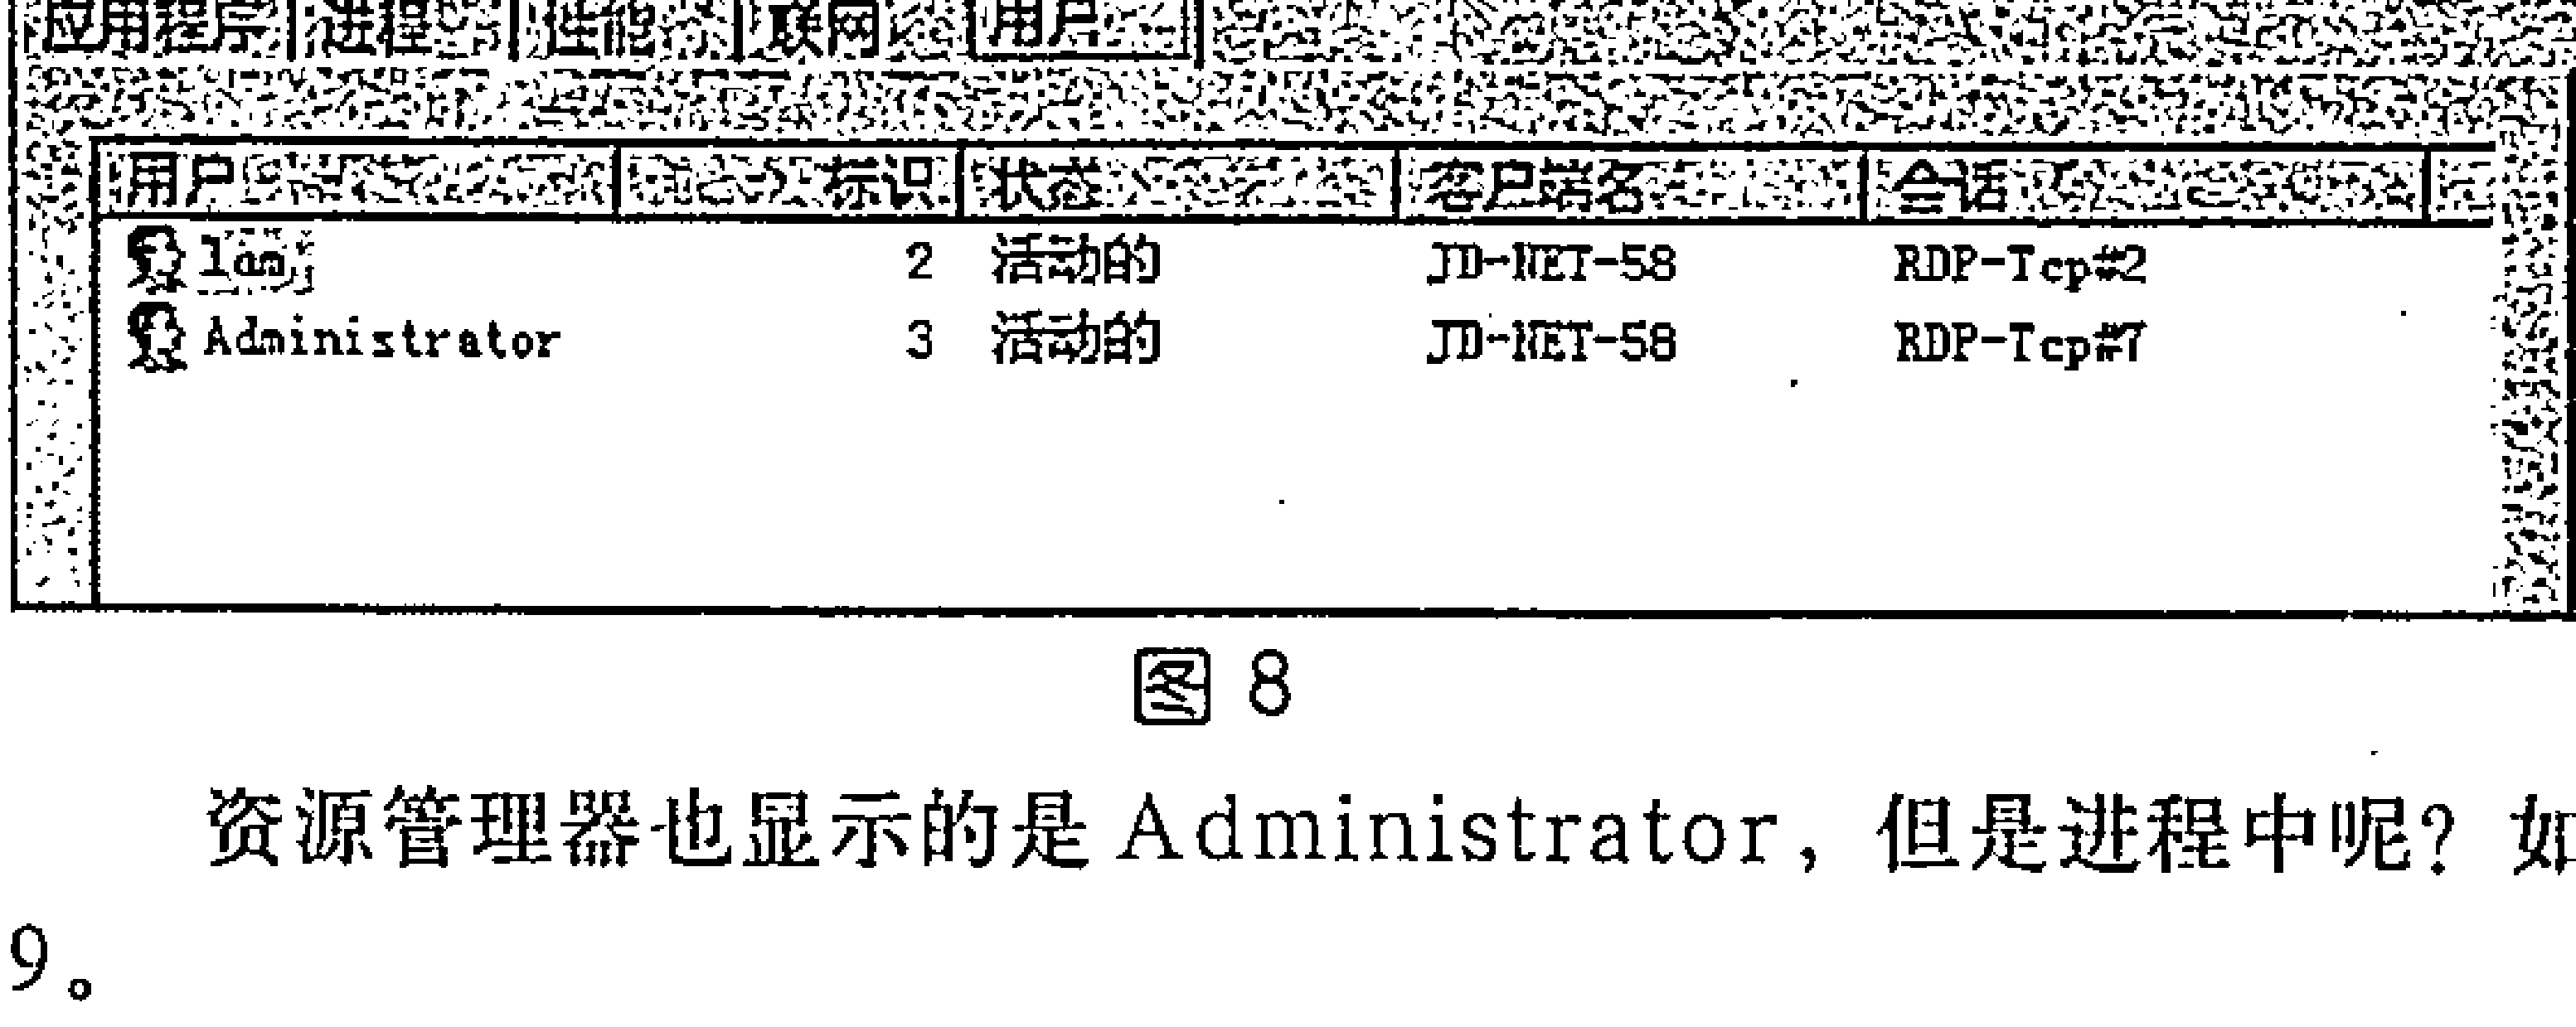 应用程序 进程 性能 联网 用户
用户 标识 状态 客户端名 会话
2 活动的 JD-NET-58 RDP-Tcp#2
Administrator 3 活动的 JD-NET-58 RDP-Tcp#7
图 8
资源管理器也显示的是 Administrator，但是进程中呢？如
9。